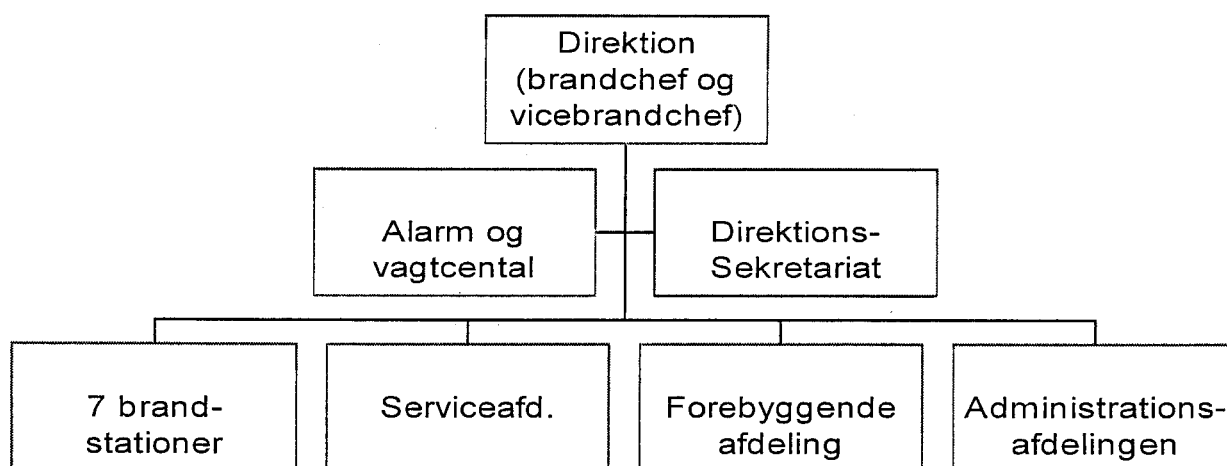 Direktion
(brandchef og
vicebrandchef)
Alarm og
vagtcental
Direktions-
Sekretariat
7 brand-
stationer
Serviceafd.
Forebyggende
afdeling
Administrations-
afdelingen